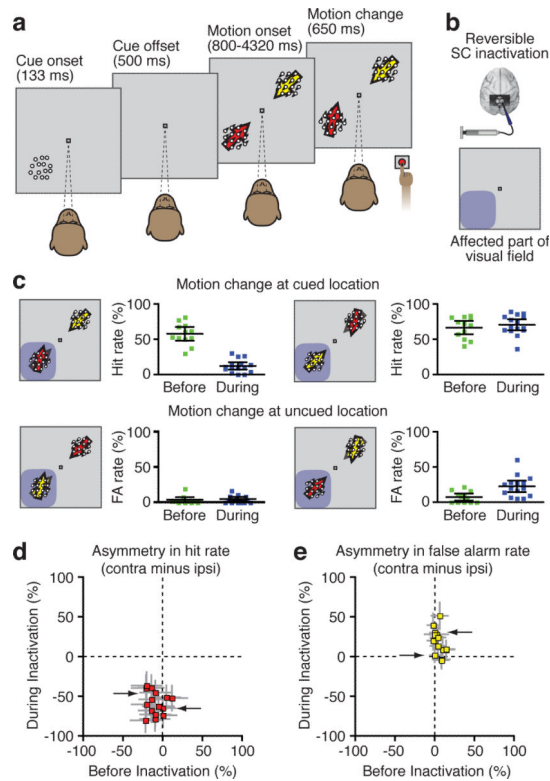 a
Cue onset
(133 ms)
Cue offset
(500 ms)
Motion onset
(800-4320 ms)
Motion change
(650 ms)
b
Reversible
SC inactivation
Affected part of
visual field
c
Motion change at cued location
Hit rate (%)
100
50
0
Before
During
Hit rate (%)
100
50
0
Before
During
Motion change at uncued location
FA rate (%)
100
50
0
Before
During
FA rate (%)
100
50
0
Before
During
d
Asymmetry in hit rate
(contra minus ipsi)
During Inactivation (%)
100
50
0
-50
-100
-100
-50
0
50
100
Before Inactivation (%)
e
Asymmetry in false alarm rate
(contra minus ipsi)
During Inactivation (%)
100
50
0
-50
-100
-100
-50
0
50
100
Before Inactivation (%)